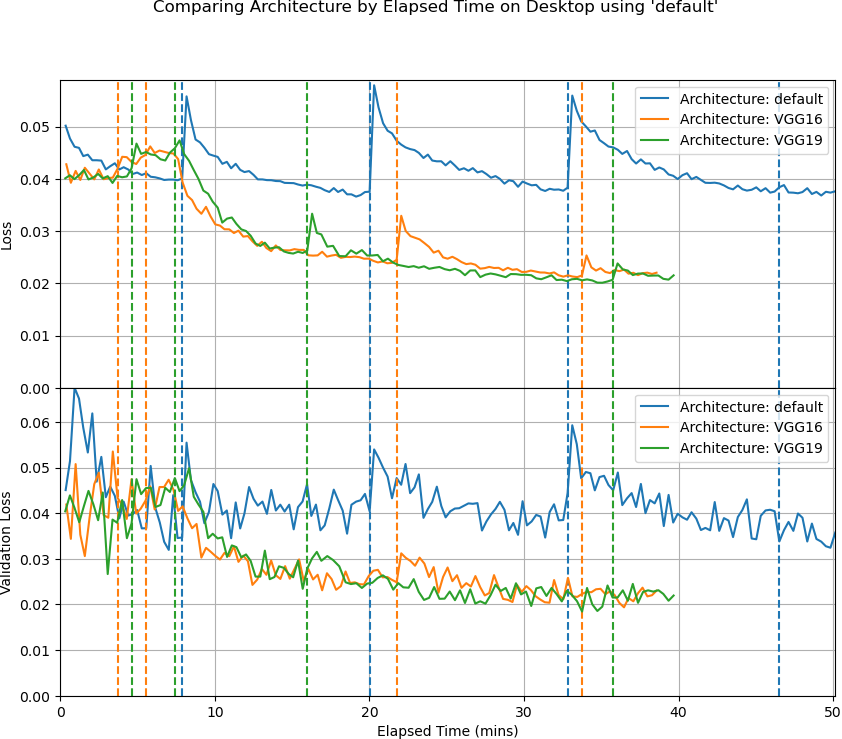 Comparing Architecture by Elapsed Time on Desktop using 'default'
Architecture: default
Architecture: VGG16
Architecture: VGG19
0.05
0.04
0.03
0.02
0.01
0.00
Loss
Architecture: default
Architecture: VGG16
Architecture: VGG19
0.06
0.05
0.04
0.03
0.02
0.01
0.00
Validation Loss
0 10 20 30 40 50
Elapsed Time (mins)